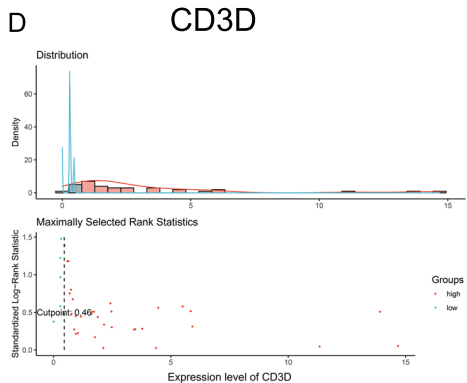 D
CD3D
Distribution
Density
60
40
20
0
0
5
10
15
Maximally Selected Rank Statistics
Standardized Log-Rank Statistic
1.5
1.0
0.5
0.0
Cutpoint: 0.46
0
5
10
15
Expression level of CD3D
Groups
high
low